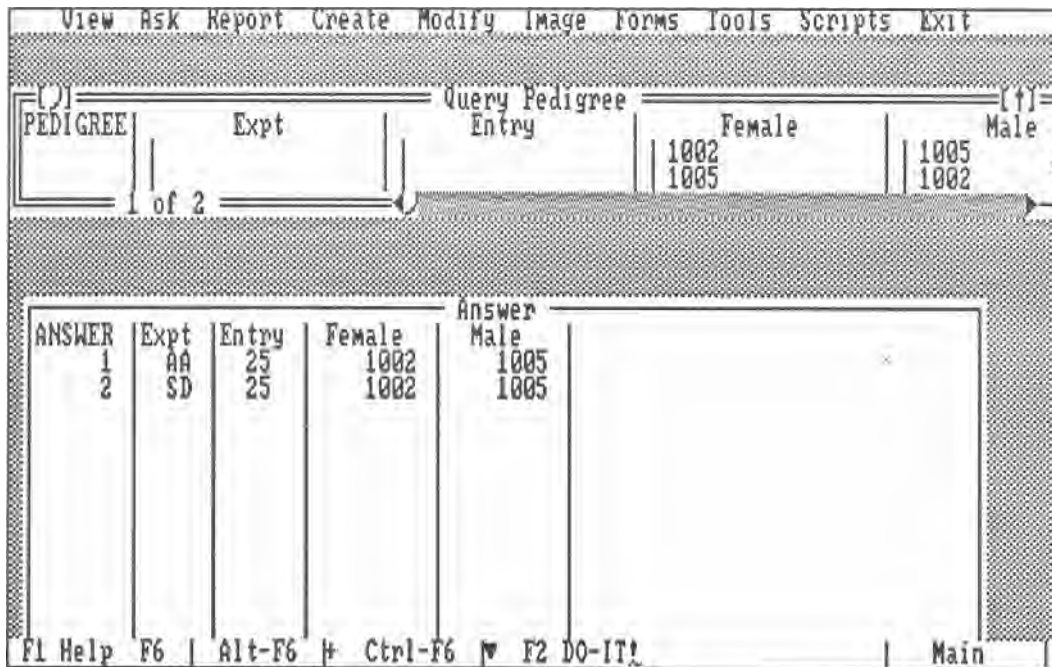 View Ask Report Create Modify Image Forms Tools Scripts Exit
Query Pedigree
PEDIGREE Expt Entry Female Male
1002 1005
1005 1002
1 of 2
Answer
ANSWER Expt Entry Female Male
1 AA 25 1002 1005
2 SD 25 1002 1005
F1 Help F6 Alt-F6 Ctrl-F6 F2 DO-IT! Main